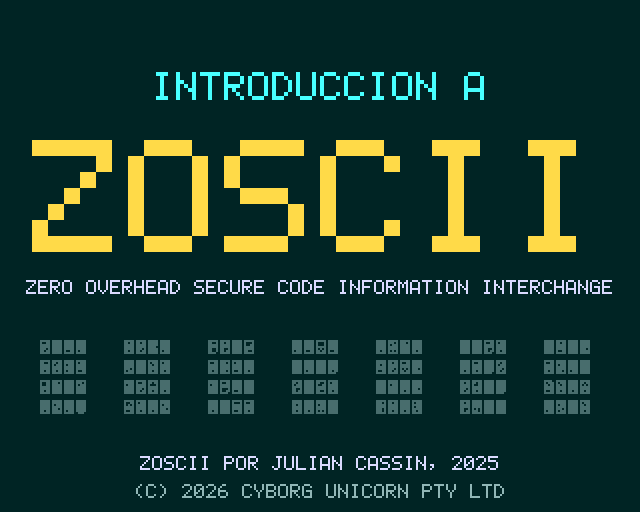 INTRODUCCION A
ZOSCII
ZERO OVERHEAD SECURE CODE INFORMATION INTERCHANGE
ZOSCII POR JULIAN CASSIN, 2025
(C) 2026 CYBORG UNICORN PTY LTD